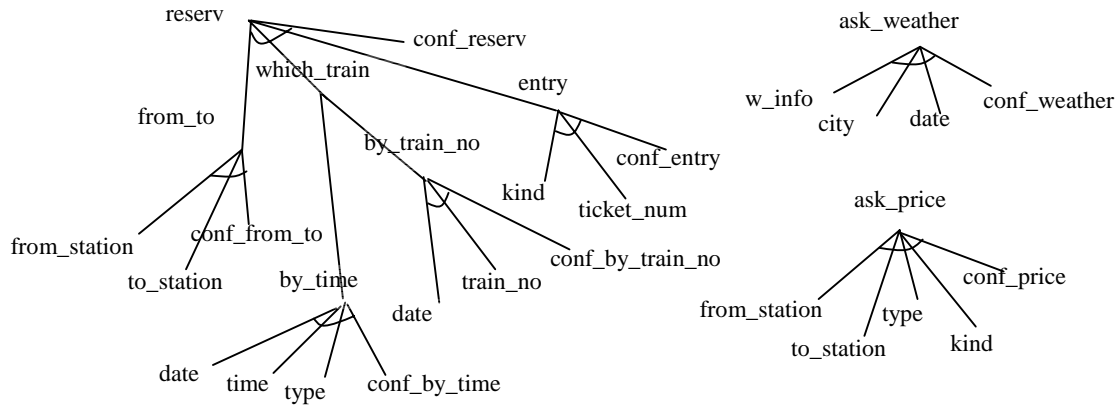 reserv
conf_reserv
which_train
entry
from_to
by_train_no
conf_entry
kind
ticket_num
from_station
conf_from_to
to_station
by_time
train_no
conf_by_train_no
date
date
time
type
conf_by_time
ask_weather
w_info
city
date
conf_weather
ask_price
from_station
to_station
type
kind
conf_price